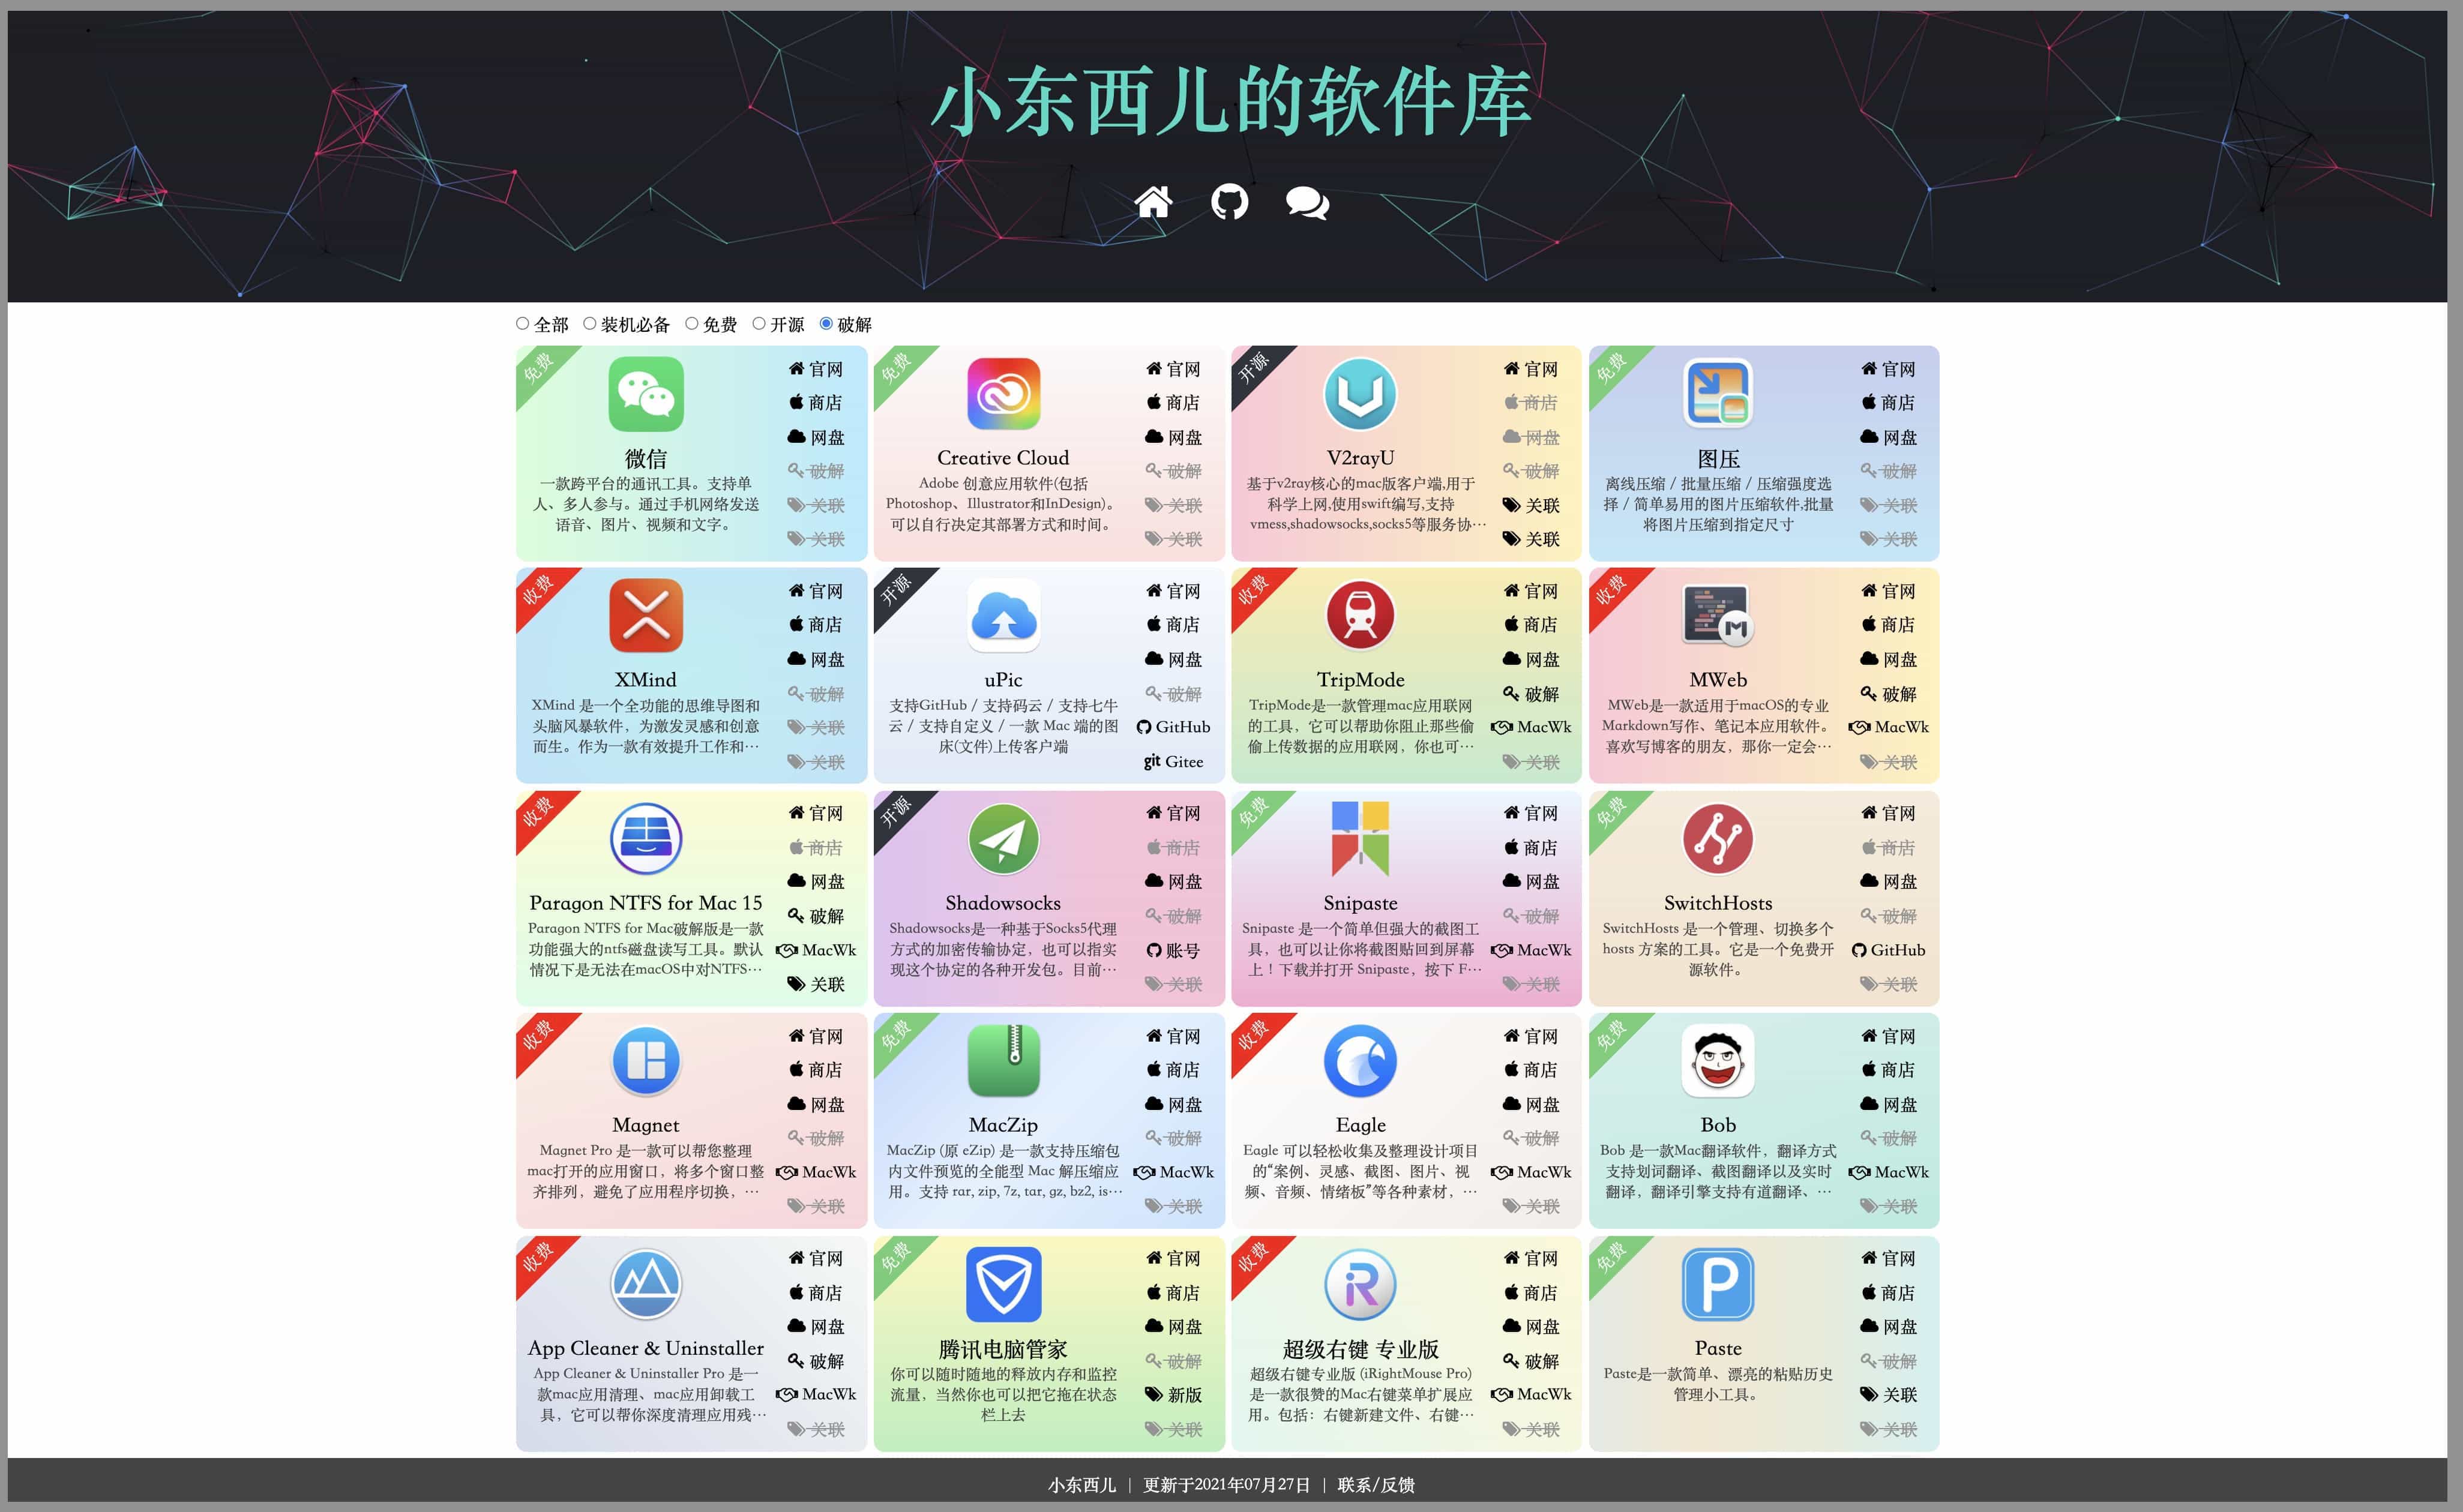 小东西儿的软件库
全部 装机必备 免费 开源 破解
免费
微信
一款跨平台的通讯工具。支持单
人、多人参与。通过手机网络发送
语音、图片、视频和文字。
官网
商店
网盘
破解
关联
关联
免费
Creative Cloud
Adobe 创意应用软件(包括
Photoshop、Illustrator和InDesign)。
可以自行决定其部署方式和时间。
官网
商店
网盘
破解
关联
关联
开源
V2rayU
基于v2ray核心的mac版客户端,用于
科学上网,使用swift编写,支持
vmess,shadowsocks,socks5等服务协…
官网
商店
网盘
破解
关联
关联
免费
图压
离线压缩 / 批量压缩 / 压缩强度选
择 / 简单易用的图片压缩软件,批量
将图片压缩到指定尺寸
官网
商店
网盘
破解
关联
关联
收费
XMind
XMind 是一个全功能的思维导图和
头脑风暴软件，为激发灵感和创意
而生。作为一款有效提升工作和…
官网
商店
网盘
破解
关联
关联
开源
uPic
支持GitHub / 支持码云 / 支持七牛
云 / 支持自定义 / 一款 Mac 端的图
床(文件)上传客户端
官网
商店
网盘
破解
GitHub
git Gitee
收费
TripMode
TripMode是一款管理mac应用联网
的工具，它可以帮助你阻止那些偷
偷上传数据的应用联网，你也可…
官网
商店
网盘
破解
MacWk
关联
收费
MWeb
MWeb是一款适用于macOS的专业
Markdown写作、笔记本应用软件。
喜欢写博客的朋友，那你一定会…
官网
商店
网盘
破解
MacWk
关联
收费
Paragon NTFS for Mac 15
Paragon NTFS for Mac破解版是一款
功能强大的ntfs磁盘读写工具。默认
情况下是无法在macOS中对NTFS…
官网
商店
网盘
破解
MacWk
关联
开源
Shadowsocks
Shadowsocks是一种基于Socks5代理
方式的加密传输协定，也可以指实
现这个协定的各种开发包。目前…
官网
商店
网盘
破解
账号
关联
免费
Snipaste
Snipaste 是一个简单但强大的截图工
具，也可以让你将截图贴回到屏幕
上！下载并打开 Snipaste，按下 F…
官网
商店
网盘
破解
MacWk
关联
免费
SwitchHosts
SwitchHosts 是一个管理、切换多个
hosts 方案的工具。它是一个免费开
源软件。
官网
商店
网盘
破解
GitHub
关联
收费
Magnet
Magnet Pro 是一款可以帮您整理
mac打开的应用窗口，将多个窗口整
齐排列，避免了应用程序切换，…
官网
商店
网盘
破解
MacWk
关联
免费
MacZip
MacZip (原 eZip) 是一款支持压缩包
内文件预览的全能型 Mac 解压缩应
用。支持 rar, zip, 7z, tar, gz, bz2, is…
官网
商店
网盘
破解
MacWk
关联
收费
Eagle
Eagle 可以轻松收集及整理设计项目
的“案例、灵感、截图、图片、视
频、音频、情绪板”等各种素材，…
官网
商店
网盘
破解
MacWk
关联
免费
Bob
Bob 是一款Mac翻译软件，翻译方式
支持划词翻译、截图翻译以及实时
翻译，翻译引擎支持有道翻译、…
官网
商店
网盘
破解
MacWk
关联
收费
App Cleaner & Uninstaller
App Cleaner & Uninstaller Pro 是一
款mac应用清理、mac应用卸载工
具，它可以帮你深度清理应用残…
官网
商店
网盘
破解
MacWk
关联
免费
腾讯电脑管家
你可以随时随地的释放内存和监控
流量，当然你也可以把它拖在状态
栏上去
官网
商店
网盘
破解
新版
关联
收费
超级右键 专业版
超级右键专业版 (iRightMouse Pro)
是一款很赞的Mac右键菜单扩展应
用。包括：右键新建文件、右键…
官网
商店
网盘
破解
MacWk
关联
免费
Paste
Paste是一款简单、漂亮的粘贴历史
管理小工具。
官网
商店
网盘
破解
关联
关联
小东西儿 | 更新于2021年07月27日 | 联系/反馈